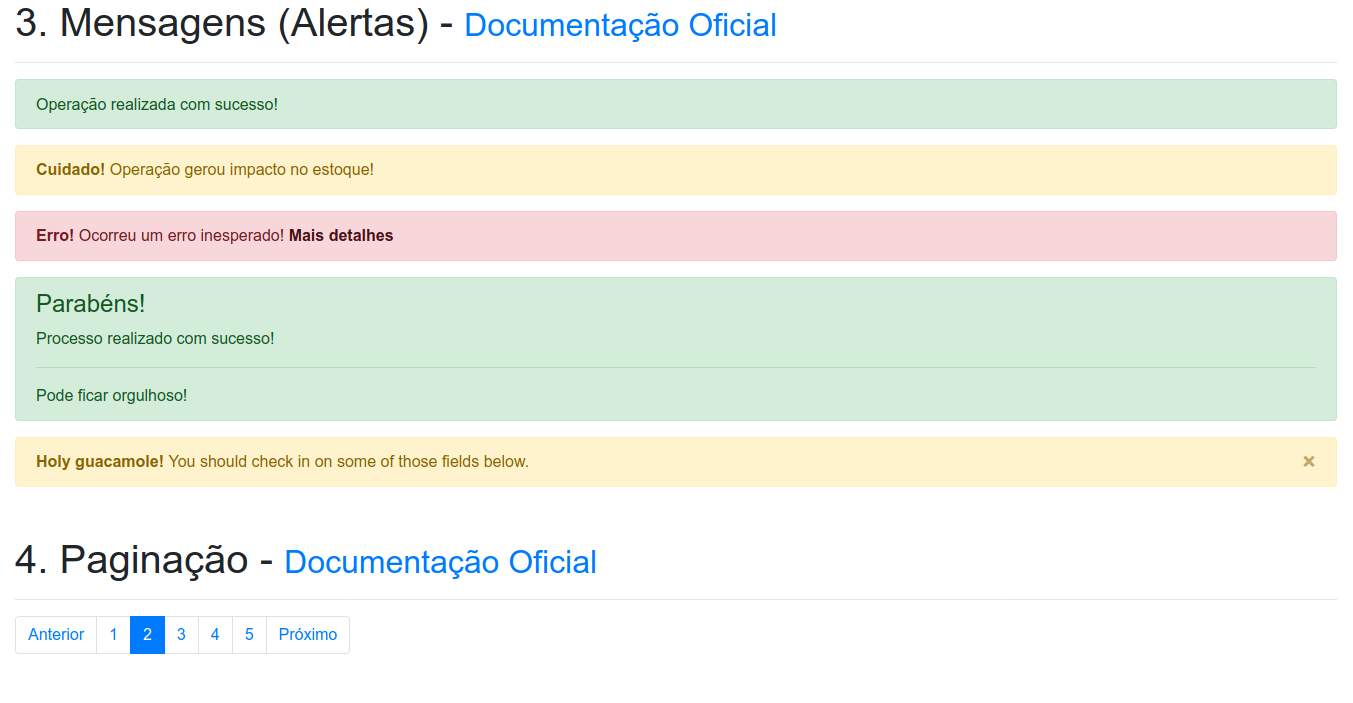 3. Mensagens (Alertas) - Documentação Oficial
Operação realizada com sucesso!
Cuidado! Operação gerou impacto no estoque!
Erro! Ocorreu um erro inesperado! Mais detalhes
Parabéns!
Processo realizado com sucesso!
Pode ficar orgulhoso!
Holy guacamole! You should check in on some of those fields below. ×
4. Paginação - Documentação Oficial
Anterior 1 2 3 4 5 Próximo